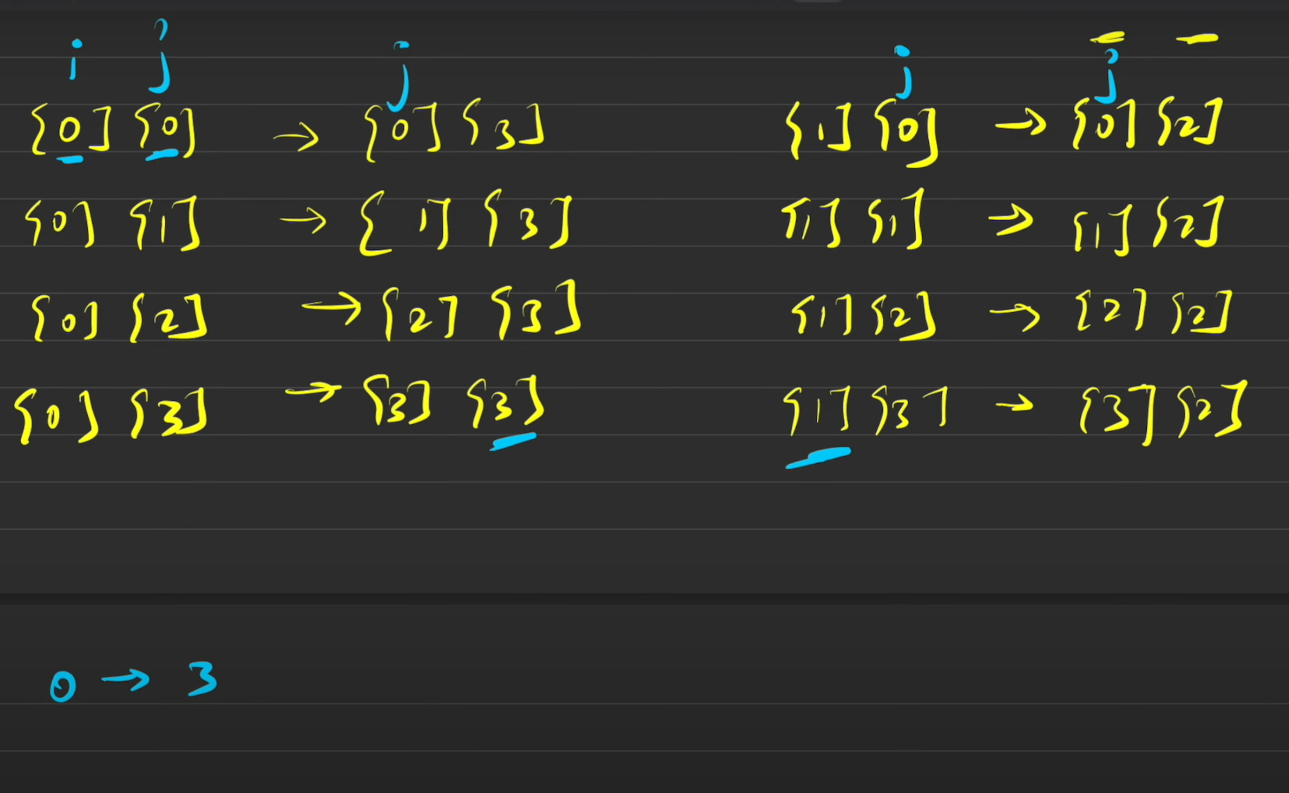 i j j j j
[0] [0] → [0] [3] [1] [0] → [0] [2]
[0] [1] → [1] [3] [1] [1] → [1] [2]
[0] [2] → [2] [3] [1] [2] → [2] [2]
[0] [3] → [3] [3] [1] [3] → [3] [2]
0 → 3